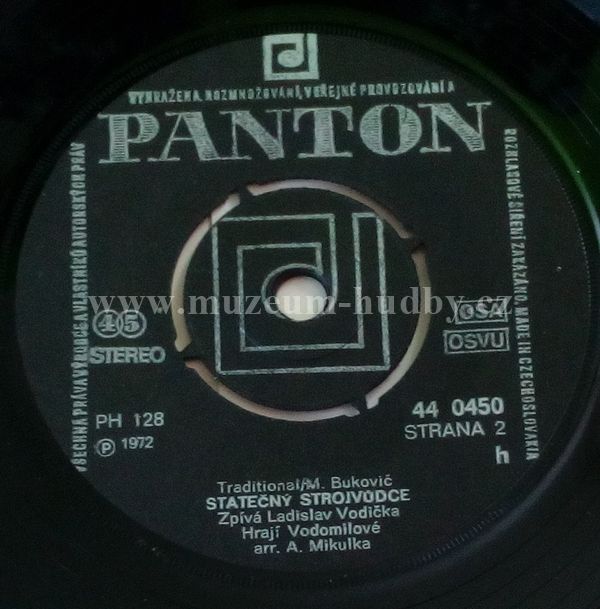 VYHRAŽENA. ROZMNOŽOVÁNÍ, VEŘEJNÉ PROVOZOVÁNÍ A
PANTON
VŠECHNA PRÁVA VÝROBCE A VLASTNÍKŮ AUTORSKÝCH PRÁV
ROZHLASOVÉ ŠÍŘENÍ ZAKÁZÁNO. MADE IN CZECHOSLOVAKIA
www.muzeum-hudby.cz
45
STEREO
OSA
OSVU
PH 128
℗ 1972
44 0450
STRANA 2
h
Traditional/M. Bukovič
STATEČNÝ STROJVŮDCE
Zpívá Ladislav Vodička
Hrají Vodomilové
arr. A. Mikulka